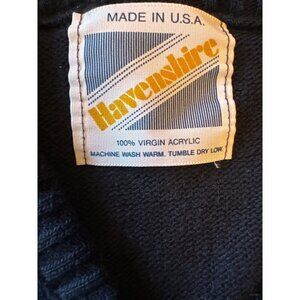 MADE IN U.S.A.
Havenshire
100% VIRGIN ACRYLIC
MACHINE WASH WARM. TUMBLE DRY LOW.